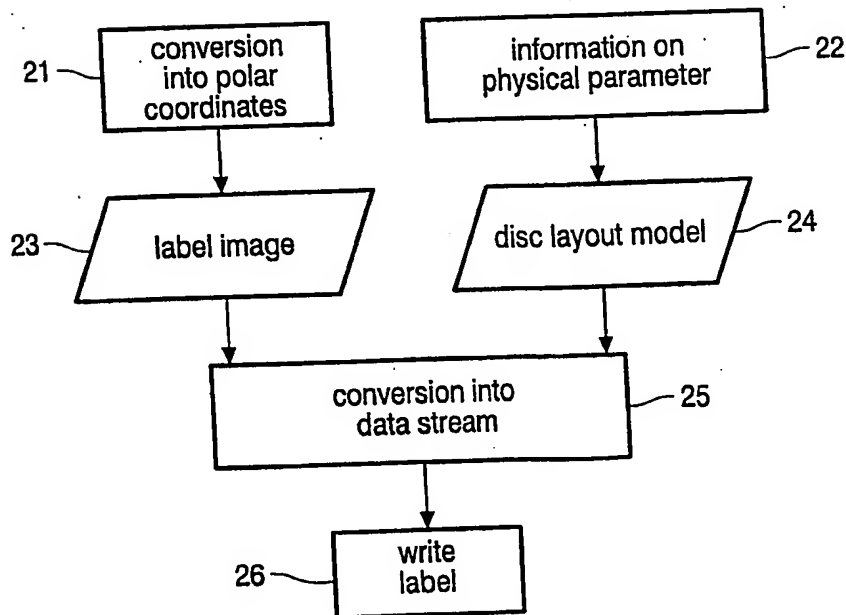 21
conversion
into polar
coordinates
information on
physical parameter
22
23
label image
disc layout model
24
conversion into
data stream
25
26
write
label